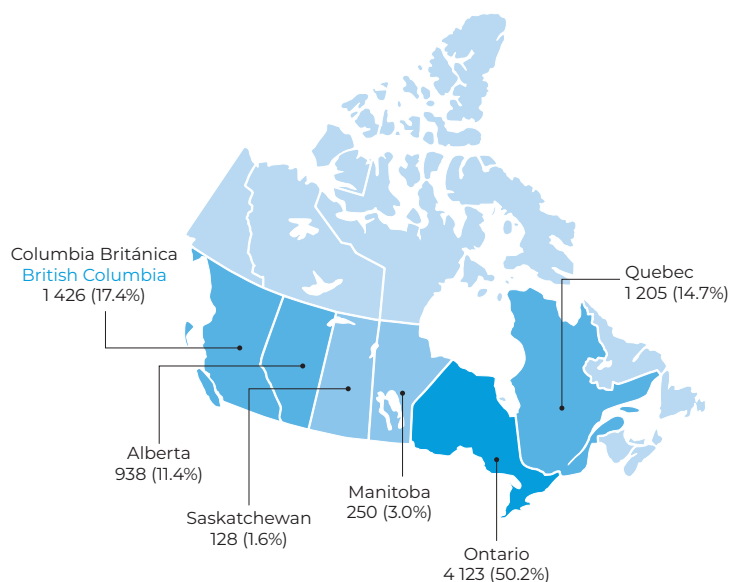 Columbia Británica
British Columbia
1 426 (17.4%)
Quebec
1 205 (14.7%)
Alberta
938 (11.4%)
Saskatchewan
128 (1.6%)
Manitoba
250 (3.0%)
Ontario
4 123 (50.2%)